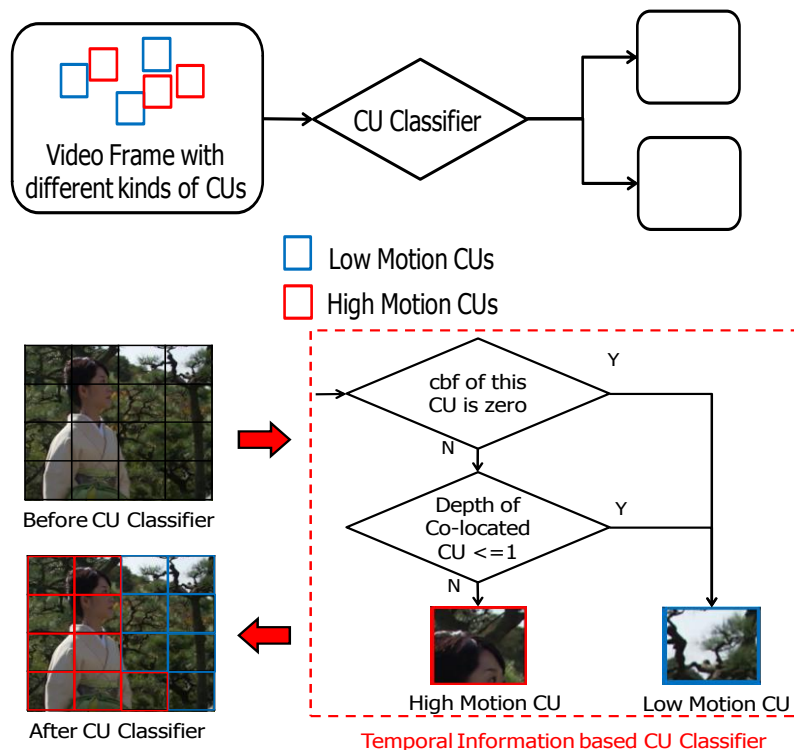 Video Frame with
different kinds of CUs
CU Classifier
Low Motion CUs
High Motion CUs
Before CU Classifier
cbf of this
CU is zero
Y
N
Depth of
Co-located
CU <=1
Y
N
High Motion CU
Low Motion CU
After CU Classifier
Temporal Information based CU Classifier